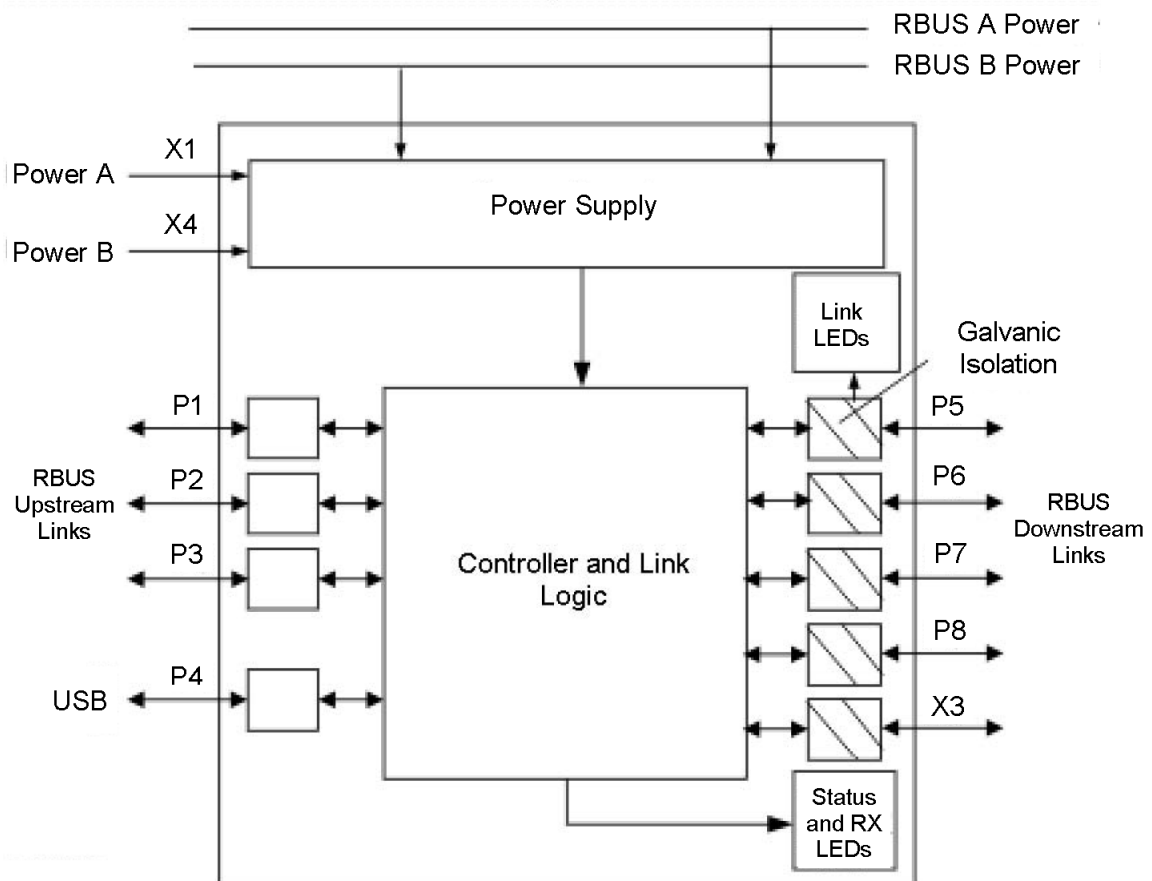 RBUS A Power
RBUS B Power
X1
Power A
Power Supply
X4
Power B
Link
LEDs
Galvanic
Isolation
P1
P5
RBUS
Upstream
Links
P2
P6
RBUS
Downstream
Links
P3
P7
Controller and Link
Logic
P8
P4
USB
X3
Status
and RX
LEDs